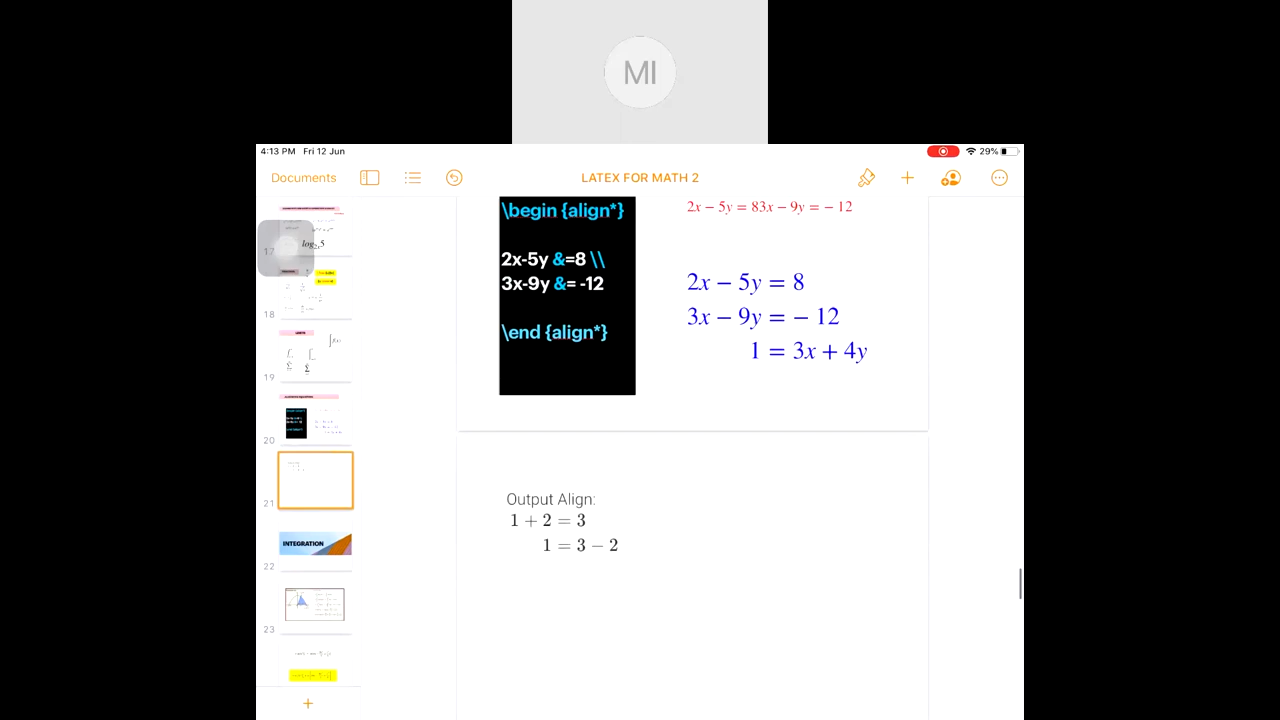 MI
4:13 PM Fri 12 Jun
29%
Documents
LATEX FOR MATH 2
\begin {align*}
2x-5y &=8 \\
3x-9y &= -12
\end {align*}
2x − 5y = 83x − 9y = − 12
2x − 5y = 8
3x − 9y = − 12
1 = 3x + 4y
Output Align:
1 + 2 = 3
1 = 3 − 2
17
log₂ₓ5
18
19
LIMITS
f(x)
20
21
22
INTEGRATION
23